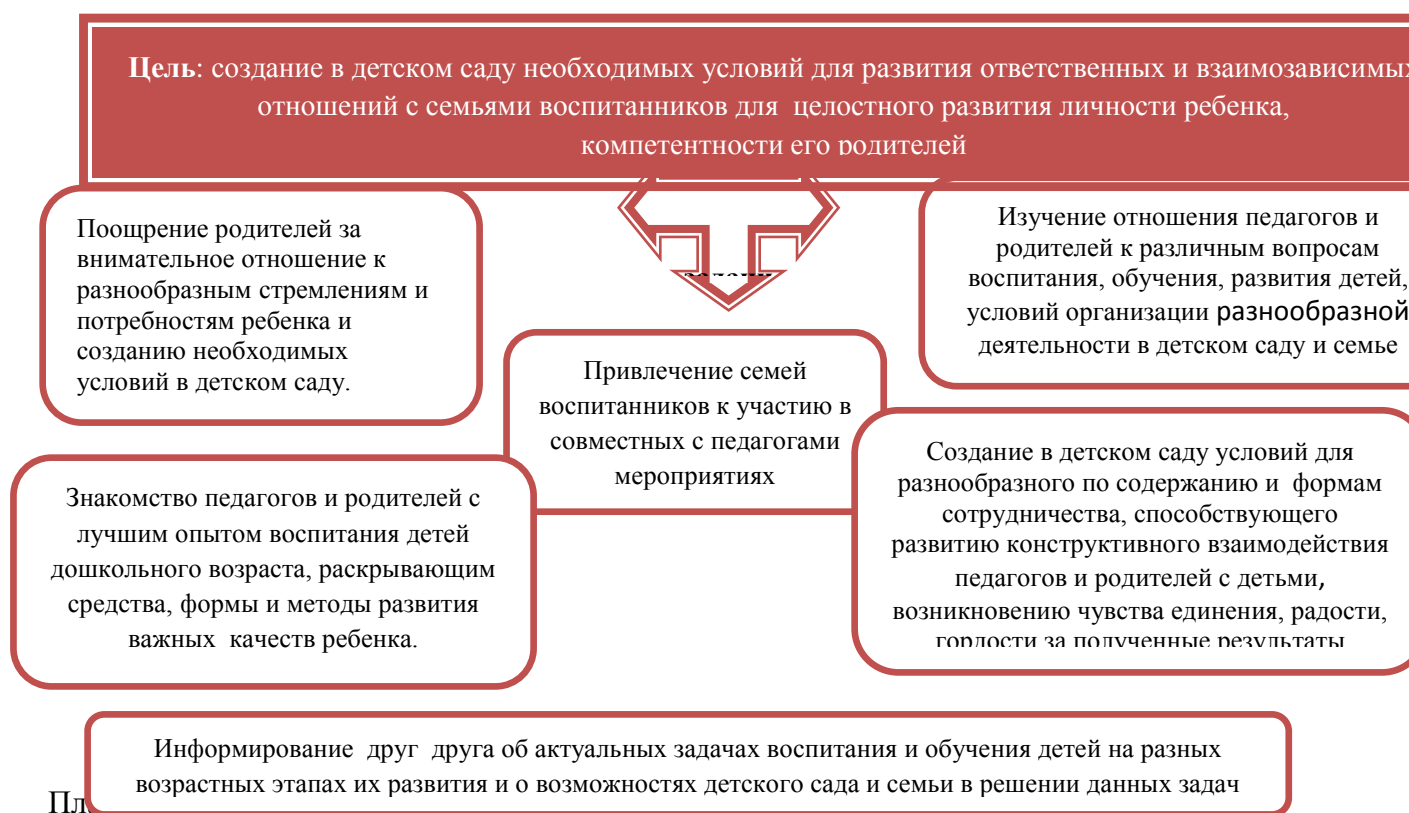 Цель: создание в детском саду необходимых условий для развития ответственных и взаимозависимых
отношений с семьями воспитанников для целостного развития личности ребенка,
компетентности его родителей
Поощрение родителей за
внимательное отношение к
разнообразным стремлениям и
потребностям ребенка и
созданию необходимых
условий в детском саду.
Изучение отношения педагогов и
родителей к различным вопросам
воспитания, обучения, развития детей,
условий организации разнообразной
деятельности в детском саду и семье
Привлечение семей
воспитанников к участию в
совместных с педагогами
мероприятиях
Знакомство педагогов и родителей с
лучшим опытом воспитания детей
дошкольного возраста, раскрывающим
средства, формы и методы развития
важных качеств ребенка.
Создание в детском саду условий для
разнообразного по содержанию и формам
сотрудничества, способствующего
развитию конструктивного взаимодействия
педагогов и родителей с детьми,
возникновению чувства единения, радости,
гордости за полученные результаты
Информирование друг друга об актуальных задачах воспитания и обучения детей на разных
возрастных этапах их развития и о возможностях детского сада и семьи в решении данных задач